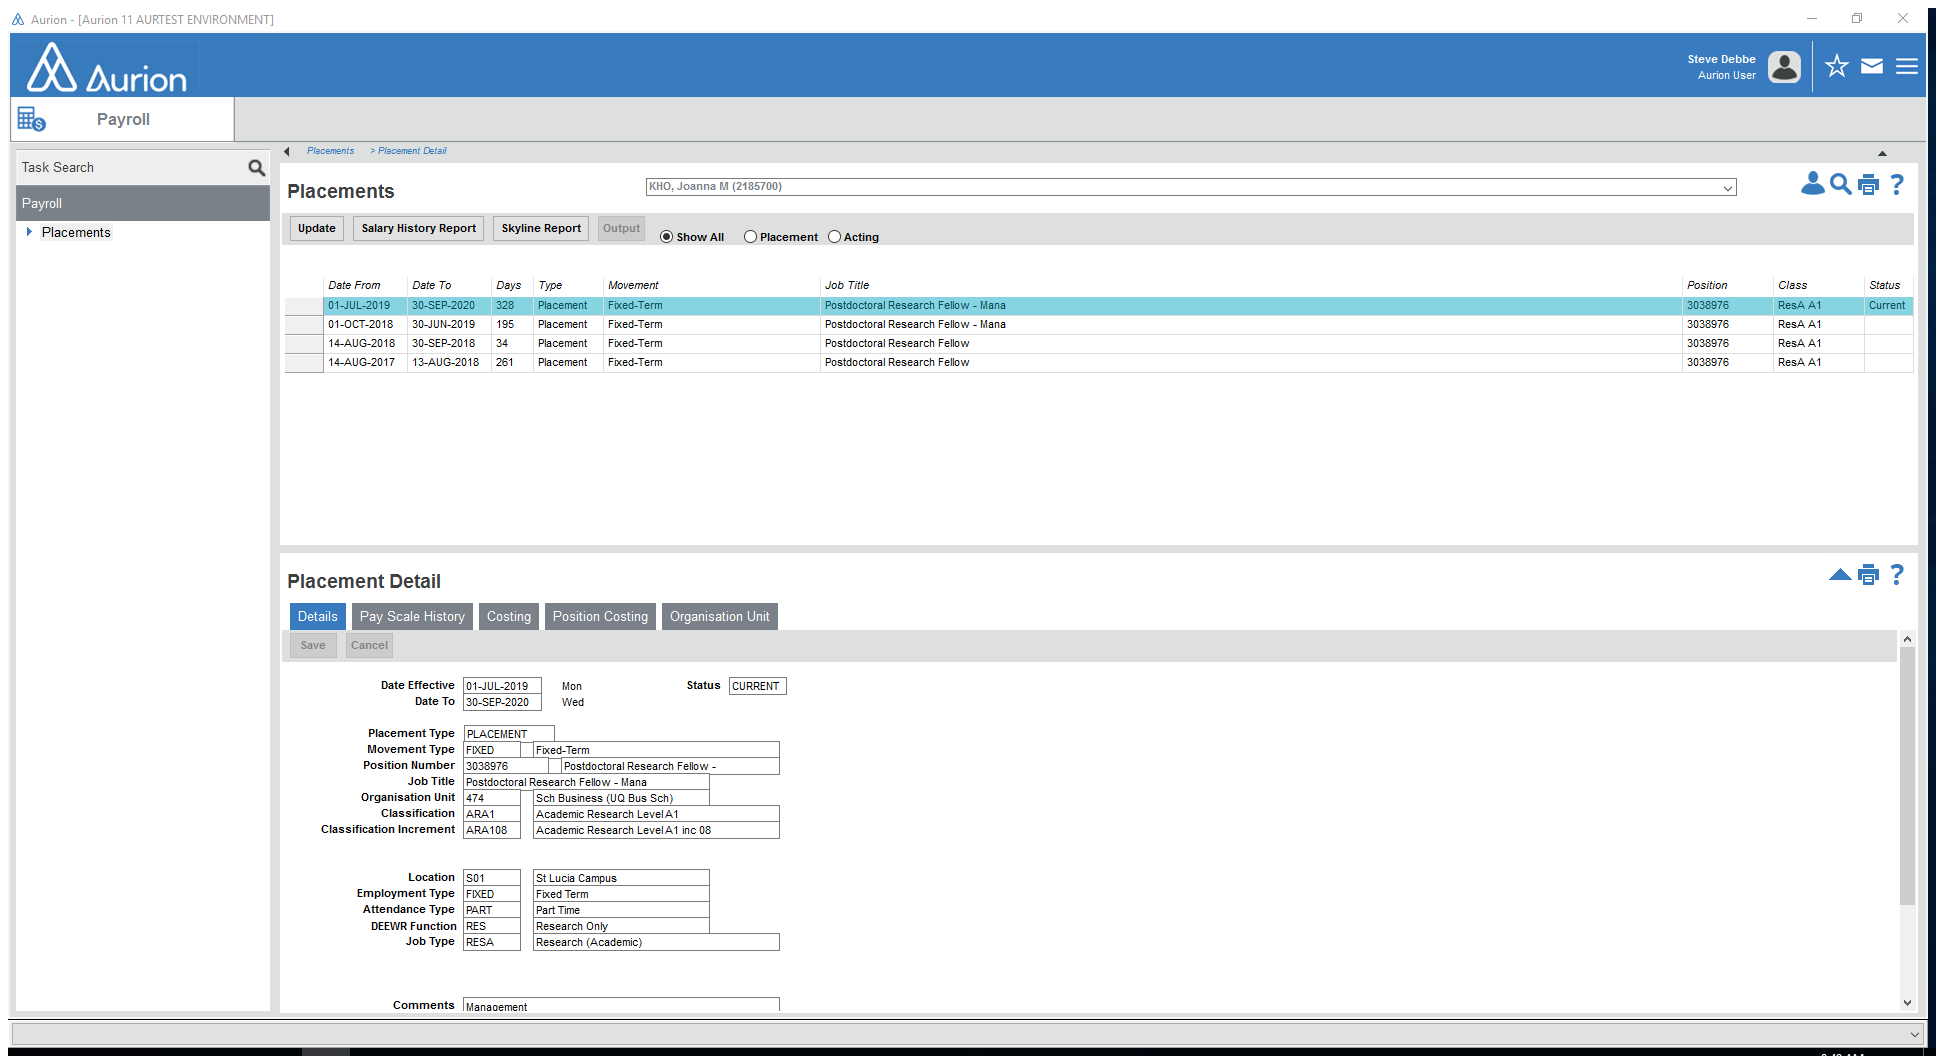 Aurion - [Aurion 11 AURTEST ENVIRONMENT]
Aurion
Steve Debbe
Aurion User
Payroll
Task Search
Payroll
Placements
Placements > Placement Detail
Placements
KHO, Joanna M (2185700)
Update Salary History Report Skyline Report Output Show All Placement Acting
Date From Date To Days Type Movement Job Title Position Class Status
01-JUL-2019 30-SEP-2020 328 Placement Fixed-Term Postdoctoral Research Fellow - Mana 3038976 ResA A1 Current
01-OCT-2018 30-JUN-2019 195 Placement Fixed-Term Postdoctoral Research Fellow - Mana 3038976 ResA A1
14-AUG-2018 30-SEP-2018 34 Placement Fixed-Term Postdoctoral Research Fellow 3038976 ResA A1
14-AUG-2017 13-AUG-2018 261 Placement Fixed-Term Postdoctoral Research Fellow 3038976 ResA A1
Placement Detail
Details Pay Scale History Costing Position Costing Organisation Unit
Save Cancel
Date Effective 01-JUL-2019 Mon Status CURRENT
Date To 30-SEP-2020 Wed
Placement Type PLACEMENT
Movement Type FIXED Fixed-Term
Position Number 3038976 Postdoctoral Research Fellow -
Job Title Postdoctoral Research Fellow - Mana
Organisation Unit 474 Sch Business (UQ Bus Sch)
Classification ARA1 Academic Research Level A1
Classification Increment ARA108 Academic Research Level A1 inc 08
Location S01 St Lucia Campus
Employment Type FIXED Fixed Term
Attendance Type PART Part Time
DEEWR Function RES Research Only
Job Type RESA Research (Academic)
Comments Management